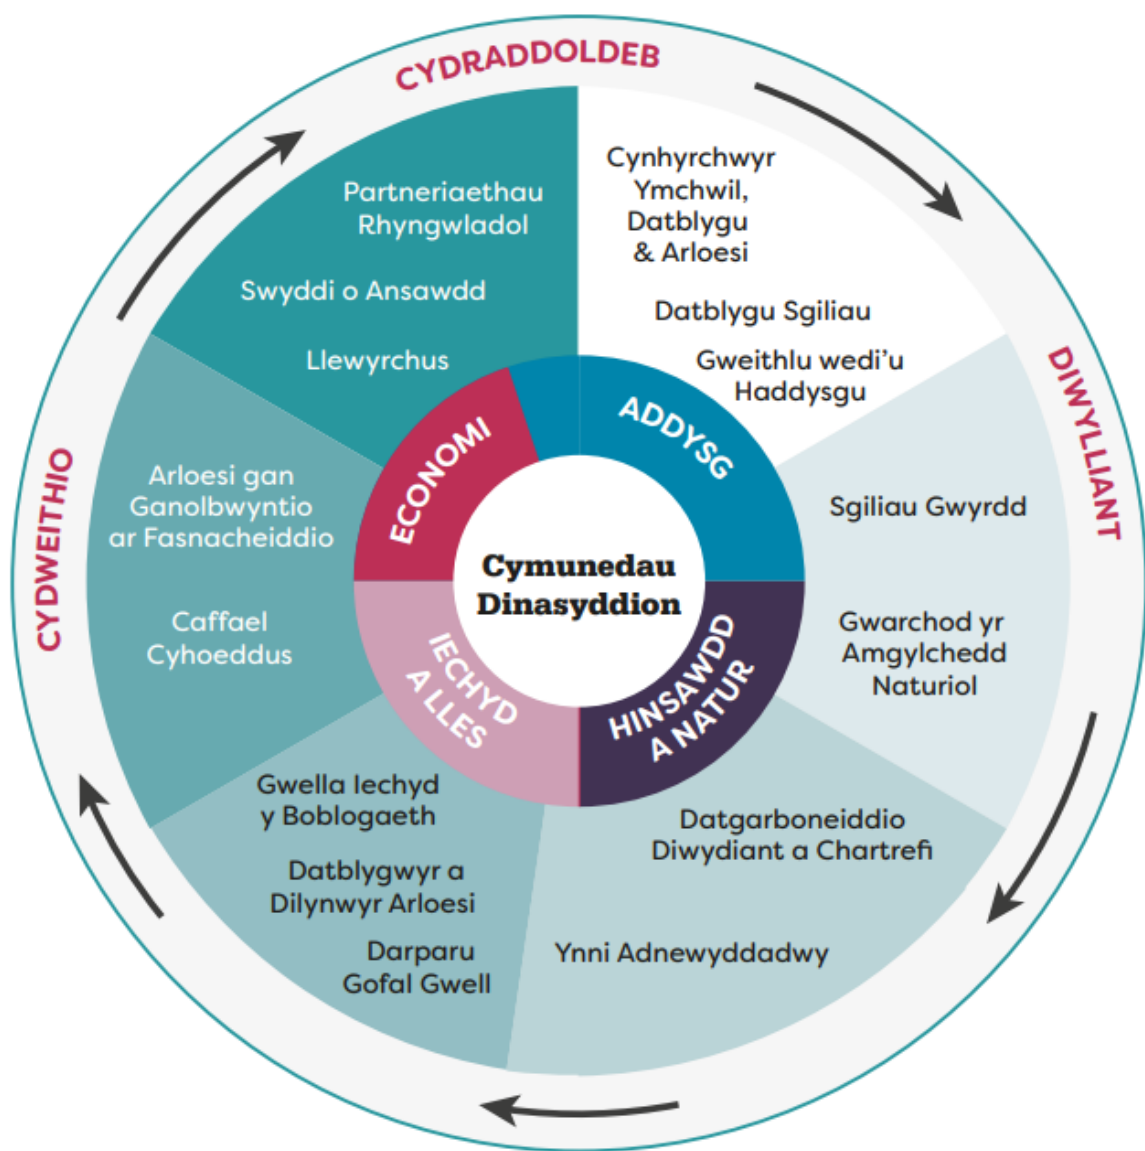 CYDRADDOLDEB
Cynhyrchwyr
Ymchwil,
Datblygu
& Arloesi
Datblygu Sgiliau
Gweithlu wedi'u
Haddysgu
DIWYLLIANT
Sgiliau Gwyrdd
Gwarchod yr
Amgylchedd
Naturiol
Datgarboneiddio
Diwydiant a Chartrefi
Ynni Adnewyddadwy
Gwella Iechyd
y Boblogaeth
Datblygwyr a
Dilynwyr Arloesi
Darparu
Gofal Gwell
CYDWEITHIO
Arloesi gan
Ganolbwyntio
ar Fasnacheiddio
Caffael
Cyhoeddus
Partneriaethau
Rhyngwladol
Swyddi o Ansawdd
Llewyrchus
ECONOMI
ADDYSG
HINSAWDD
A NATUR
IECHYD
A LLES
Cymunedau
Dinasyddion